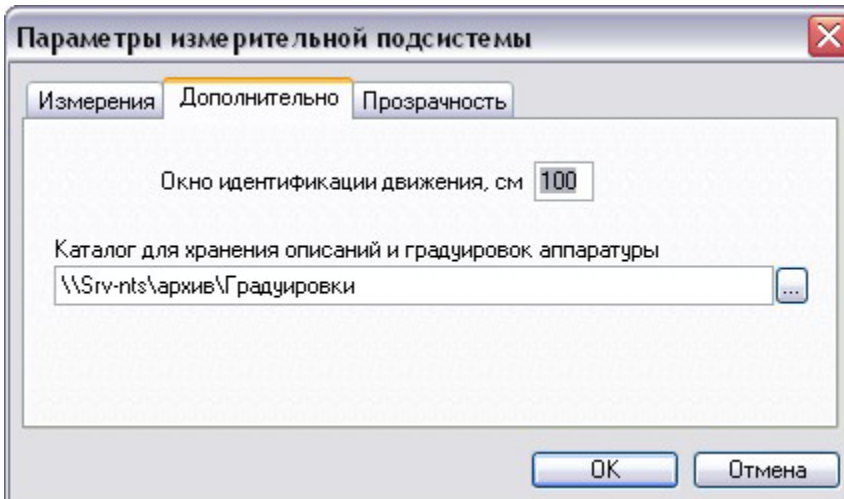 Параметры измерительной подсистемы
Измерения Дополнительно Прозрачность
Окно идентификации движения, см 100
Каталог для хранения описаний и градуировок аппаратуры
\\Srv-nts\архив\Градуировки ...
OK Отмена